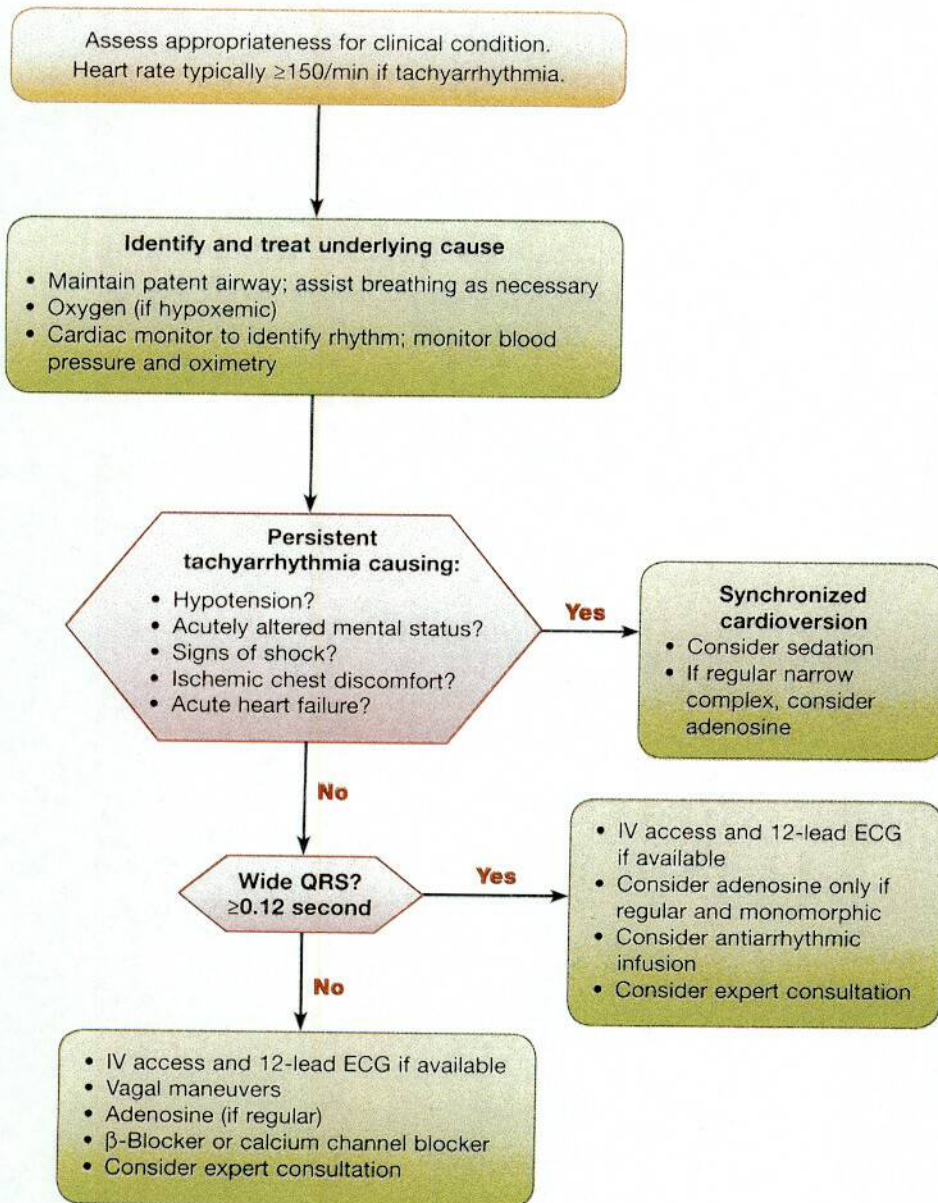 Assess appropriateness for clinical condition.
Heart rate typically ≥150/min if tachyarrhythmia.
Identify and treat underlying cause
• Maintain patent airway; assist breathing as necessary
• Oxygen (if hypoxemic)
• Cardiac monitor to identify rhythm; monitor blood
pressure and oximetry
Persistent
tachyarrhythmia causing:
• Hypotension?
• Acutely altered mental status?
• Signs of shock?
• Ischemic chest discomfort?
• Acute heart failure?
Yes
Synchronized
cardioversion
• Consider sedation
• If regular narrow
complex, consider
adenosine
No
Wide QRS?
≥0.12 second
Yes
• IV access and 12-lead ECG
if available
• Consider adenosine only if
regular and monomorphic
• Consider antiarrhythmic
infusion
• Consider expert consultation
No
• IV access and 12-lead ECG if available
• Vagal maneuvers
• Adenosine (if regular)
• β-Blocker or calcium channel blocker
• Consider expert consultation